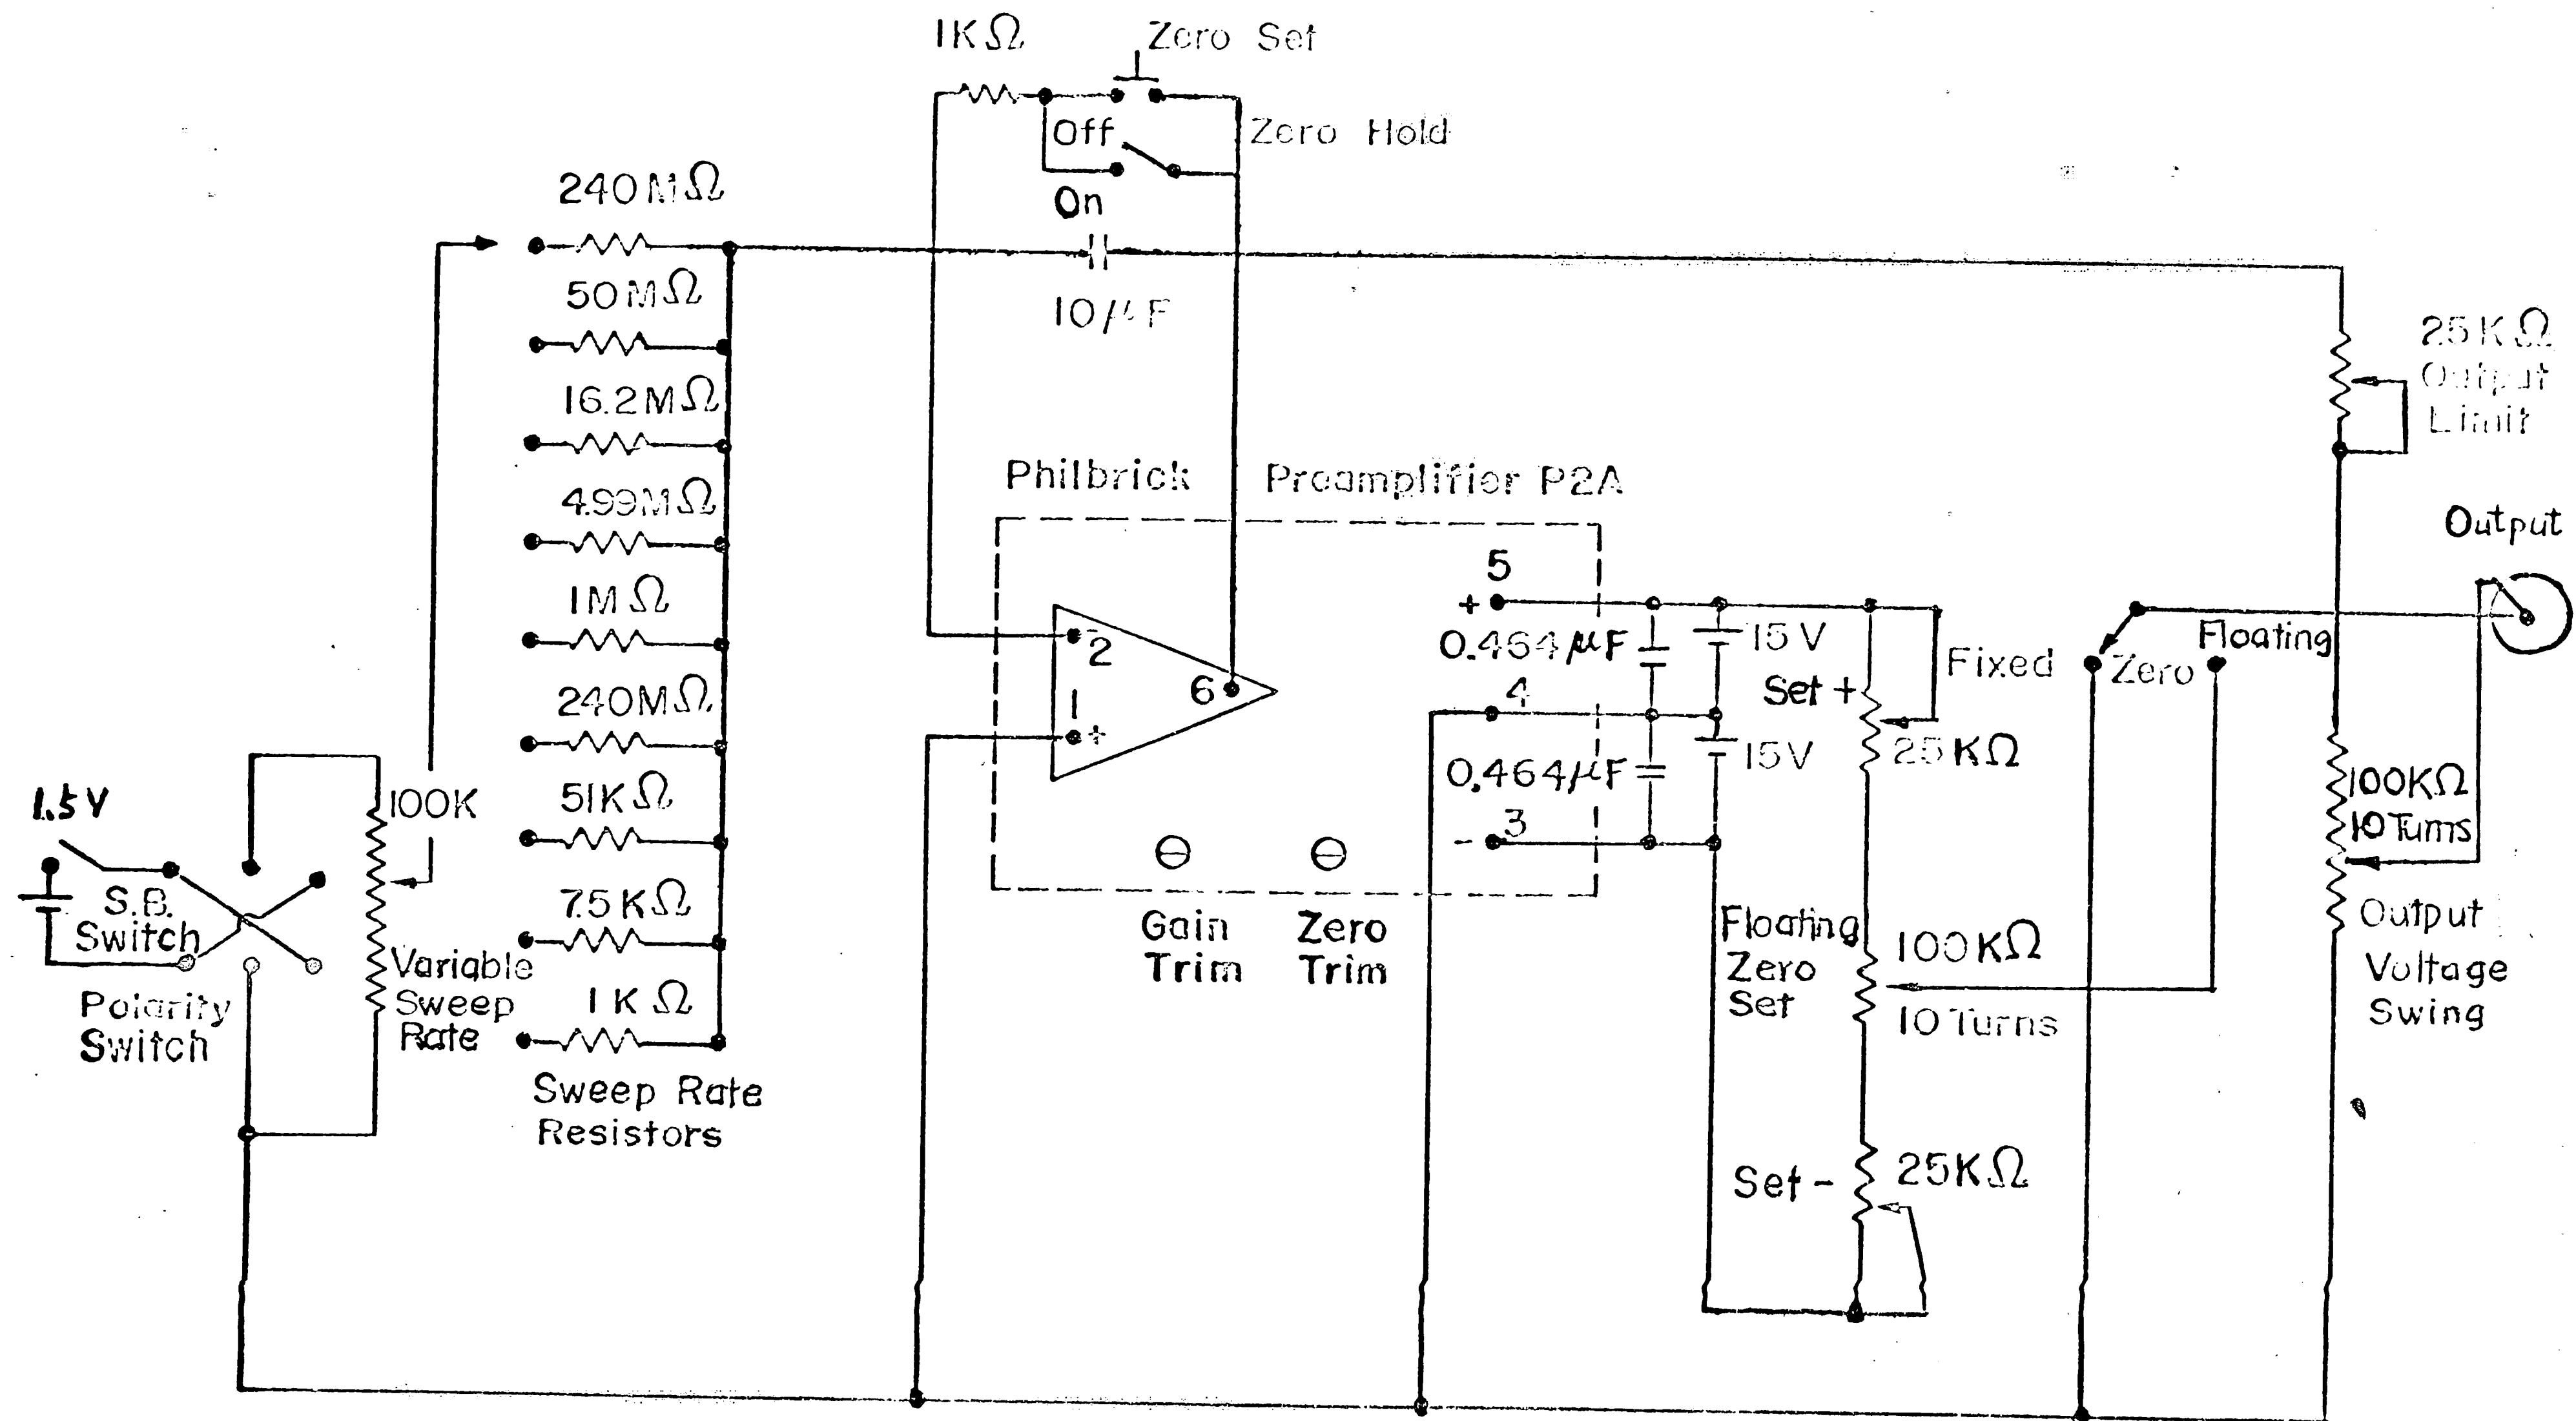 1KΩ
Zero Set
Off
Zero Hold
On
240MΩ
10μF
50MΩ
16.2MΩ
4.99MΩ
1MΩ
240MΩ
51KΩ
7.5KΩ
1KΩ
Sweep Rate
Resistors
1.5V
S.B.
Switch
Polarity
Switch
100K
Variable
Sweep
Rate
Philbrick Preamplifier P2A
2
-
1
+
6
Gain
Trim
Zero
Trim
5
+
0.464μF
4
0.464μF
3
-
15V
15V
Set +
25KΩ
Floating
Zero
Set
100KΩ
10 Turns
Set -
25KΩ
Fixed
Zero
Floating
25KΩ
Output
Limit
Output
100KΩ
10 Turns
Output
Voltage
Swing